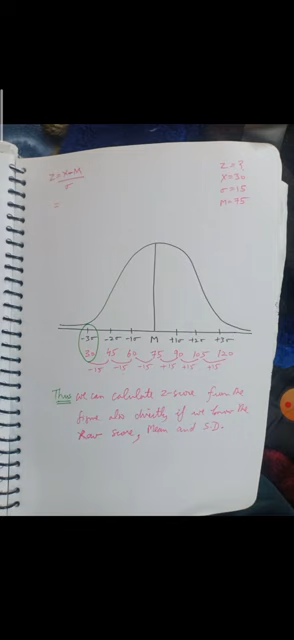 Z = X-M
σ
=
Z = ?
X = 30
σ = 15
M = 75
-3σ -2σ -1σ M +1σ +2σ +3σ
30 45 60 75 90 105 120
-15 -15 -15 +15 +15 +15
Thus we can calculate Z-score from the
figure also directly if we know the
Raw score, Mean and S.D.